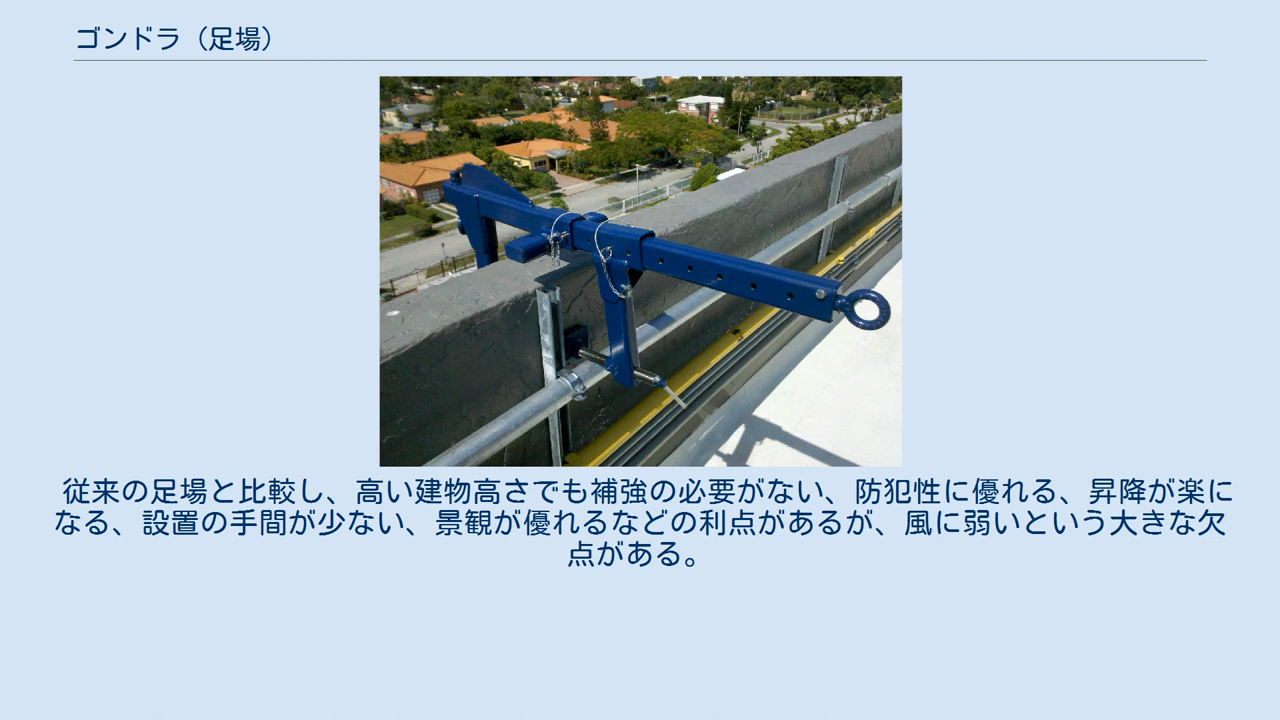 ゴンドラ（足場）
従来の足場と比較し、高い建物高さでも補強の必要がない、防犯性に優れる、昇降が楽に
なる、設置の手間が少ない、景観が優れるなどの利点があるが、風に弱いという大きな欠
点がある。